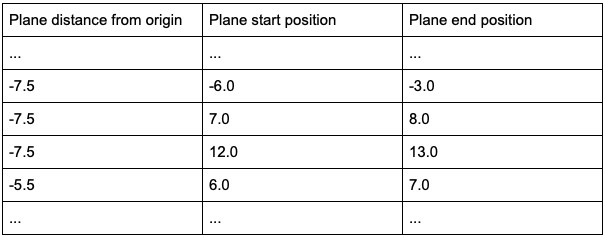 Plane distance from origin Plane start position Plane end position
... ... ...
-7.5 -6.0 -3.0
-7.5 7.0 8.0
-7.5 12.0 13.0
-5.5 6.0 7.0
... ... ...